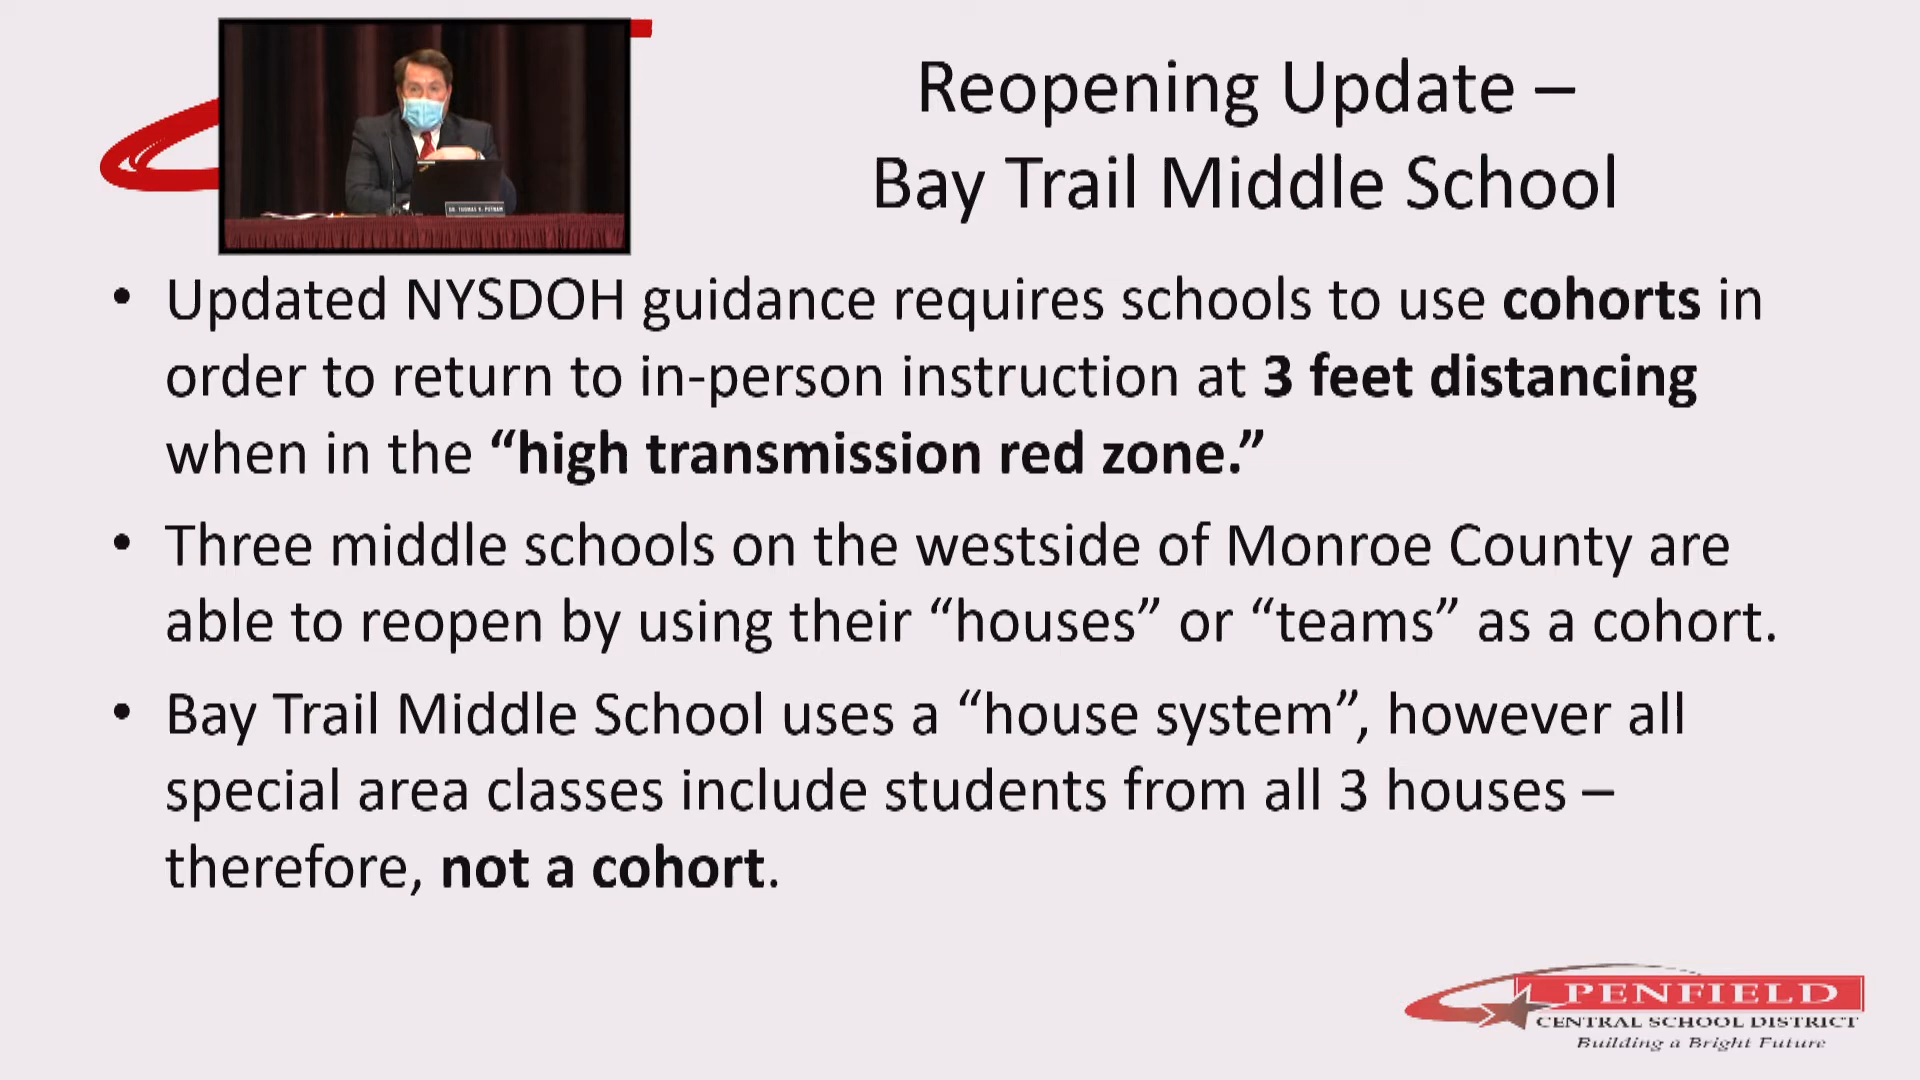 DR. THOMAS K. PUTNAM
Reopening Update –
Bay Trail Middle School
• Updated NYSDOH guidance requires schools to use cohorts in
order to return to in-person instruction at 3 feet distancing
when in the “high transmission red zone.”
• Three middle schools on the westside of Monroe County are
able to reopen by using their “houses” or “teams” as a cohort.
• Bay Trail Middle School uses a “house system”, however all
special area classes include students from all 3 houses –
therefore, not a cohort.
PENFIELD
CENTRAL SCHOOL DISTRICT
Building a Bright Future